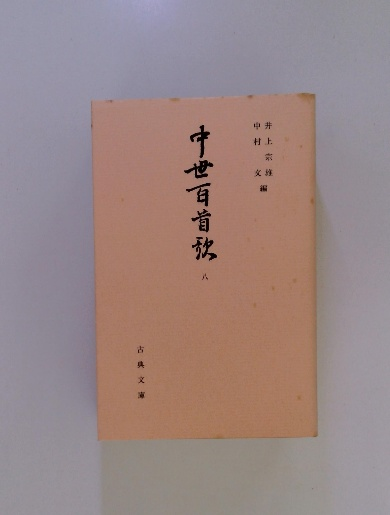 井上宗雄
中村文編
中世百首歌
八
古典文庫